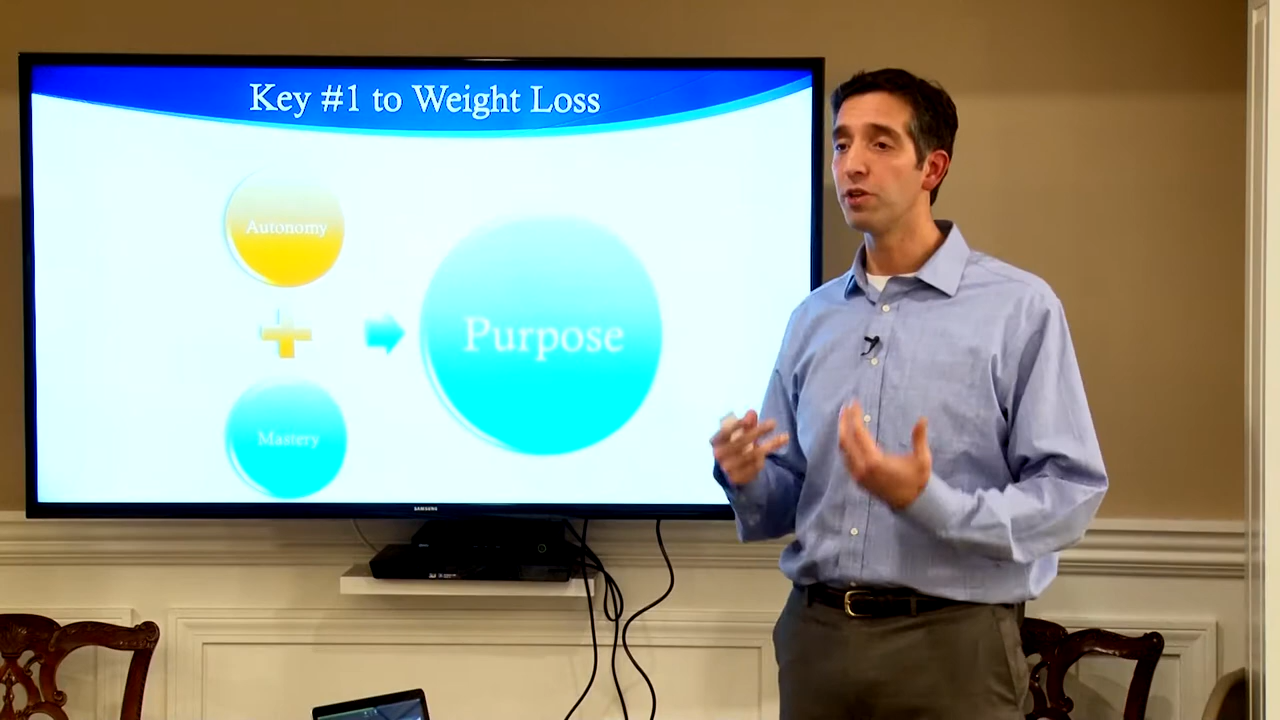 Key #1 to Weight Loss
Autonomy
Purpose
Mastery
SAMSUNG